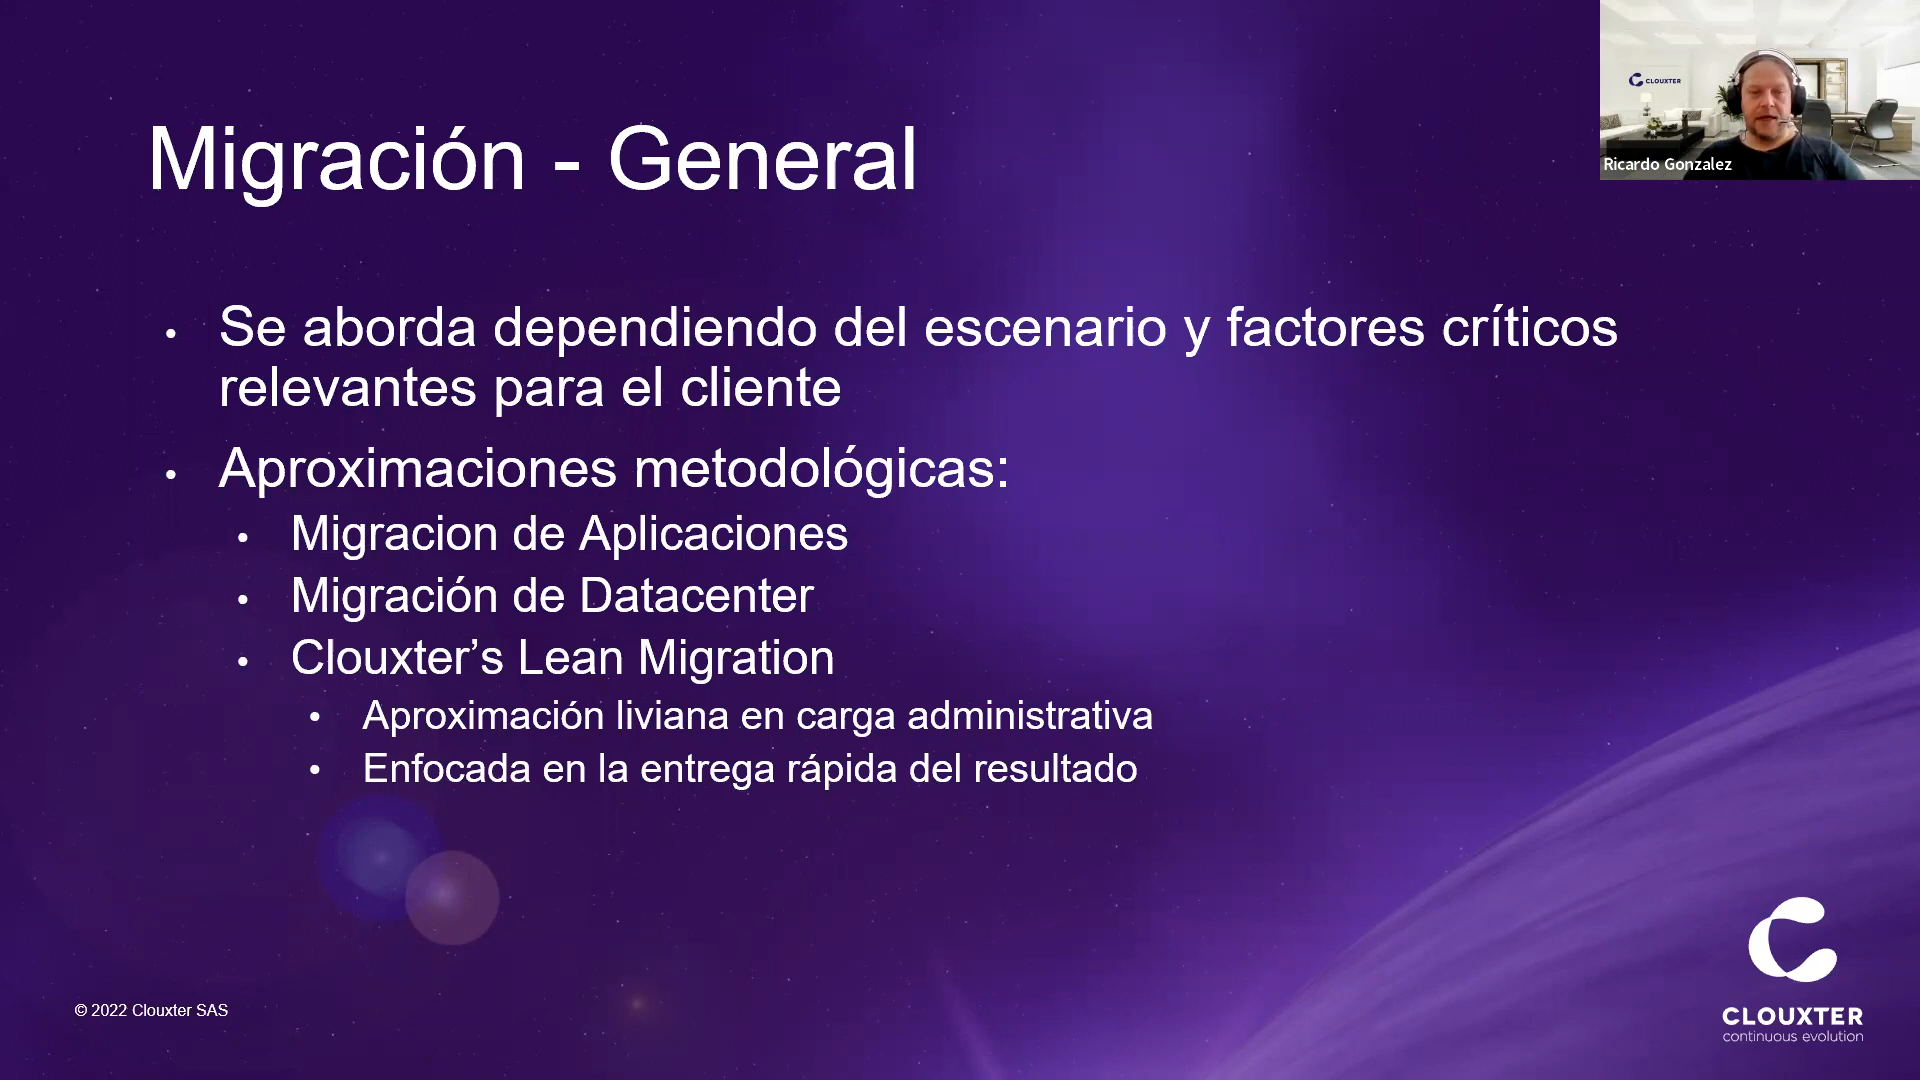 Migración - General
CLOUXTER
Ricardo Gonzalez
• Se aborda dependiendo del escenario y factores críticos
relevantes para el cliente
• Aproximaciones metodológicas:
• Migracion de Aplicaciones
• Migración de Datacenter
• Clouxter’s Lean Migration
• Aproximación liviana en carga administrativa
• Enfocada en la entrega rápida del resultado
© 2022 Clouxter SAS
CLOUXTER
continuous evolution